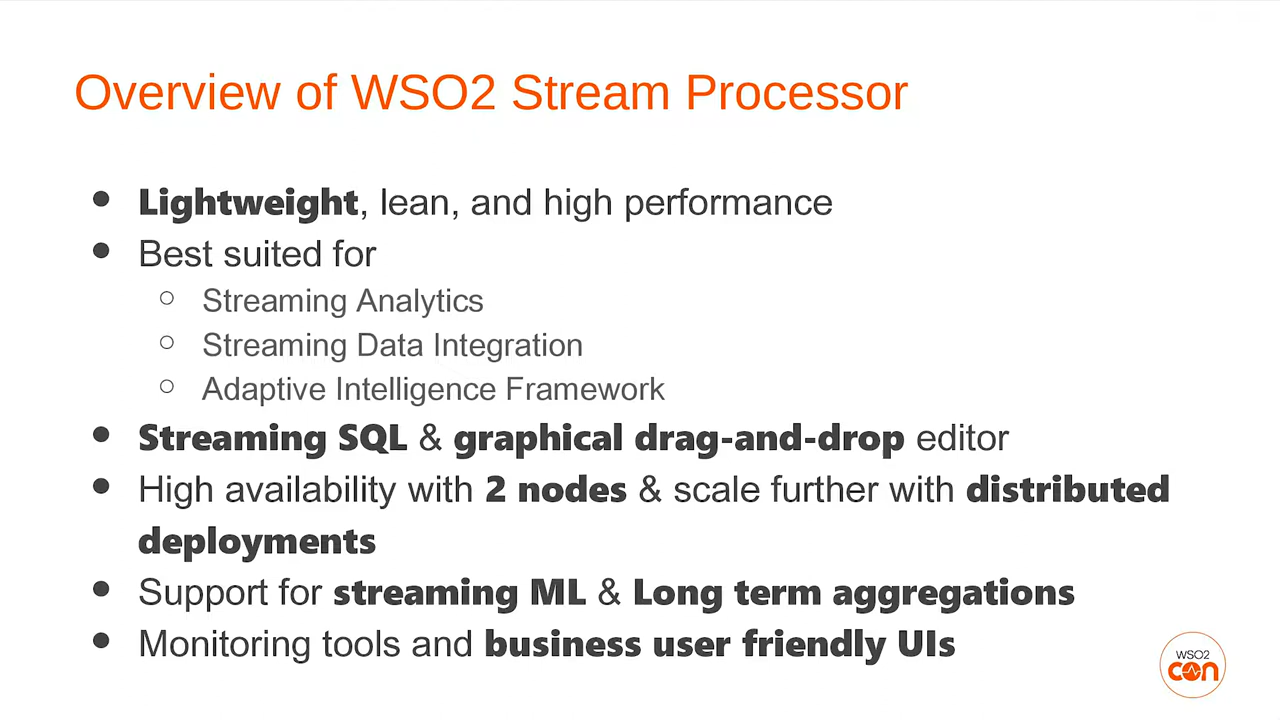 Overview of WSO2 Stream Processor
● Lightweight, lean, and high performance
● Best suited for
○ Streaming Analytics
○ Streaming Data Integration
○ Adaptive Intelligence Framework
● Streaming SQL & graphical drag-and-drop editor
● High availability with 2 nodes & scale further with distributed
deployments
● Support for streaming ML & Long term aggregations
● Monitoring tools and business user friendly UIs
WSO2
con